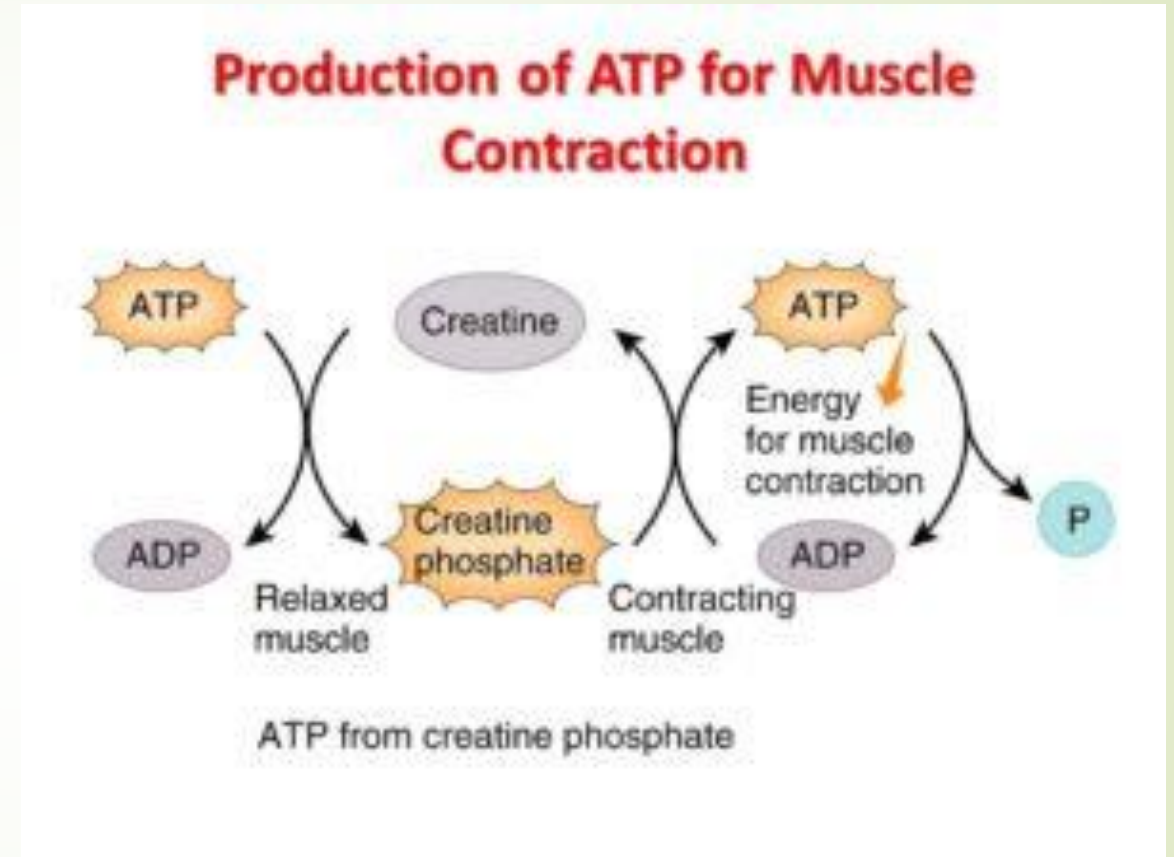 Production of ATP for Muscle
Contraction
ATP
Creatine
ATP
Energy
for muscle
contraction
P
ADP
Creatine
phosphate
ADP
Relaxed
muscle
Contracting
muscle
ATP from creatine phosphate